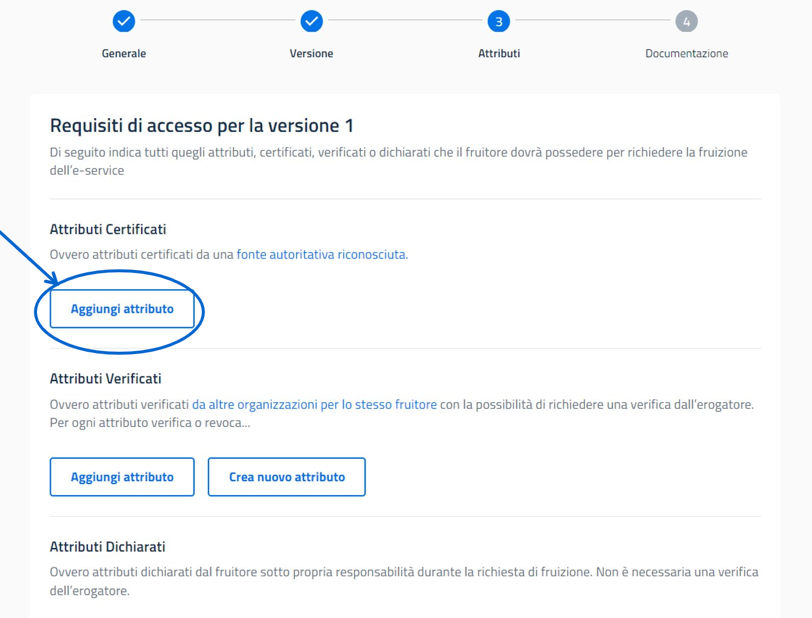 3
4
Generale
Versione
Attributi
Documentazione
Requisiti di accesso per la versione 1
Di seguito indica tutti quegli attributi, certificati, verificati o dichiarati che il fruitore dovrà possedere per richiedere la fruizione
dell'e-service
Attributi Certificati
Ovvero attributi certificati da una fonte autoritativa riconosciuta.
Aggiungi attributo
Attributi Verificati
Ovvero attributi verificati da altre organizzazioni per lo stesso fruitore con la possibilità di richiedere una verifica dall'erogatore.
Per ogni attributo verifica o revoca...
Aggiungi attributo
Crea nuovo attributo
Attributi Dichiarati
Ovvero attributi dichiarati dal fruitore sotto propria responsabilità durante la richiesta di fruizione. Non è necessaria una verifica
dell'erogatore.